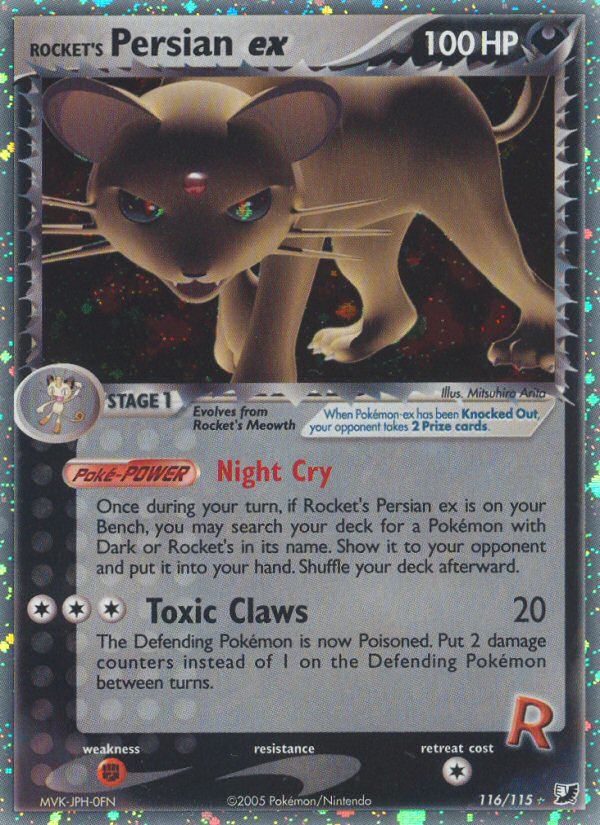 ROCKET'S Persian ex 100 HP
STAGE 1
Illus. Mitsuhiro Arita
Evolves from
Rocket's Meowth
When Pokémon-ex has been Knocked Out,
your opponent takes 2 Prize cards.
Poké-POWER Night Cry
Once during your turn, if Rocket's Persian ex is on your
Bench, you may search your deck for a Pokémon with
Dark or Rocket's in its name. Show it to your opponent
and put it into your hand. Shuffle your deck afterward.
Toxic Claws 20
The Defending Pokémon is now Poisoned. Put 2 damage
counters instead of 1 on the Defending Pokémon
between turns.
R
weakness resistance retreat cost
MVK-JPH-0FN ©2005 Pokémon/Nintendo 116/115